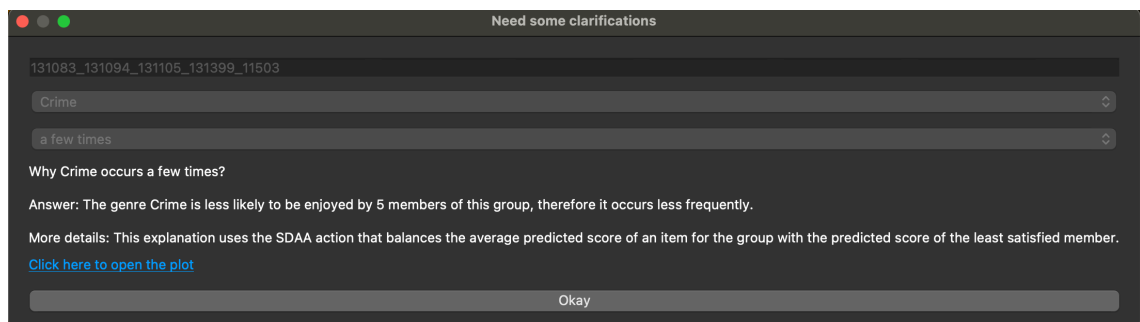 Need some clarifications
131083_131094_131105_131399_11503
Crime
a few times
Why Crime occurs a few times?
Answer: The genre Crime is less likely to be enjoyed by 5 members of this group, therefore it occurs less frequently.
More details: This explanation uses the SDAA action that balances the average predicted score of an item for the group with the predicted score of the least satisfied member.
Click here to open the plot
Okay